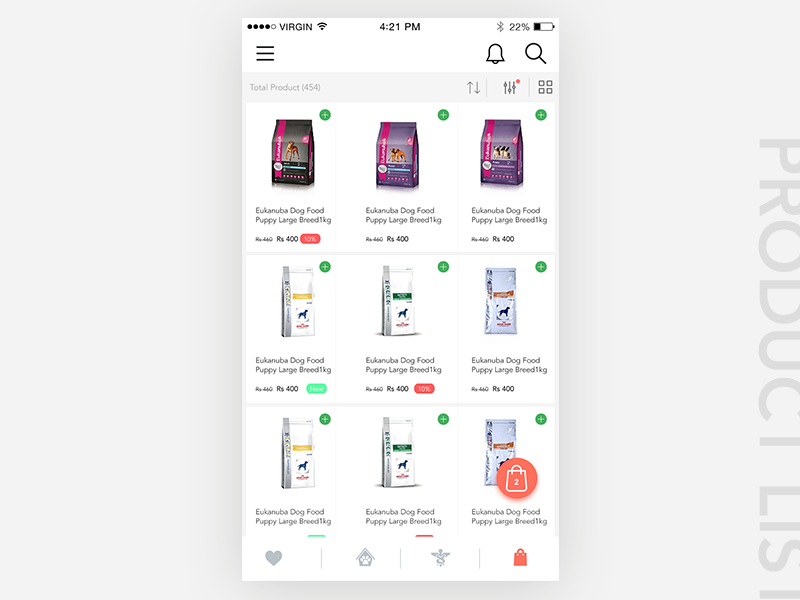 VIRGIN
4:21 PM
22%
Total Product (454)
Eukanuba
Eukanuba
Eukanuba
Eukanuba Dog Food
Puppy Large Breed1kg
Rs 460 Rs 400 10%
Eukanuba Dog Food
Puppy Large Breed1kg
Rs 460 Rs 400
Eukanuba Dog Food
Puppy Large Breed1kg
Rs 460 Rs 400
Eukanuba Dog Food
Puppy Large Breed1kg
Rs 460 Rs 400 New
Eukanuba Dog Food
Puppy Large Breed1kg
Rs 460 Rs 400 10%
Eukanuba Dog Food
Puppy Large Breed1kg
Rs 460 Rs 400
2
Eukanuba Dog Food
Puppy Large Breed1kg
Eukanuba Dog Food
Puppy Large Breed1kg
Eukanuba Dog Food
Puppy Large Breed1kg
PRODUCT LIST